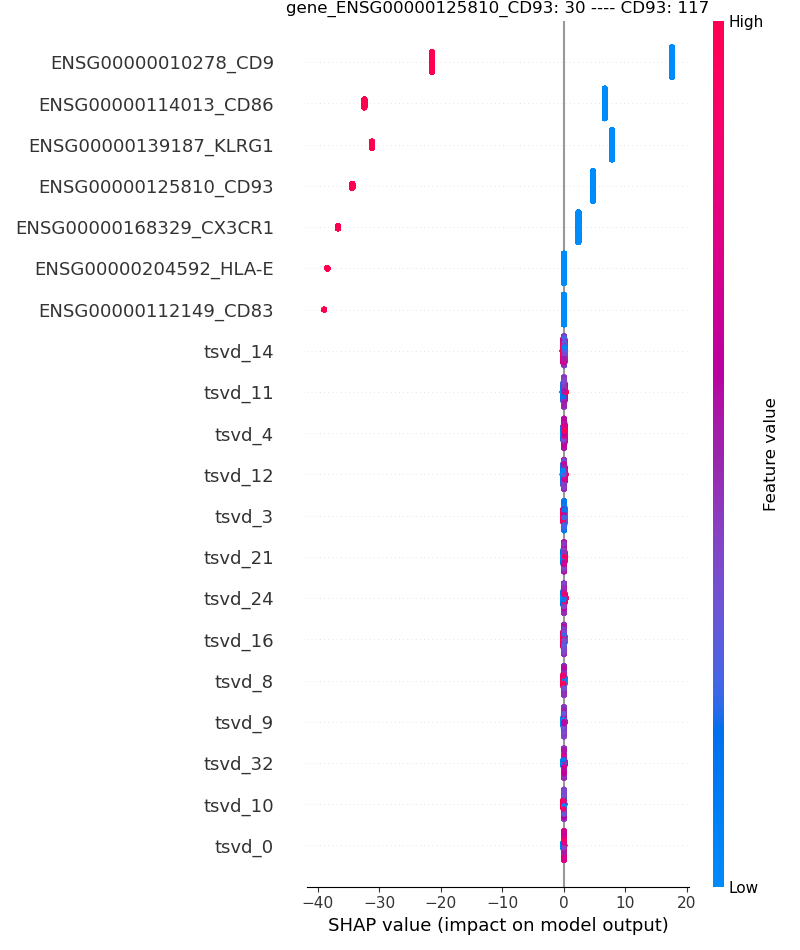 gene_ENSG00000125810_CD93: 30 ---- CD93: 117
High
ENSG00000010278_CD9
ENSG00000114013_CD86
ENSG00000139187_KLRG1
ENSG00000125810_CD93
ENSG00000168329_CX3CR1
ENSG00000204592_HLA-E
ENSG00000112149_CD83
tsvd_14
tsvd_11
tsvd_4
tsvd_12
tsvd_3
tsvd_21
tsvd_24
tsvd_16
tsvd_8
tsvd_9
tsvd_32
tsvd_10
tsvd_0
Feature value
Low
−40 −30 −20 −10 0 10 20
SHAP value (impact on model output)